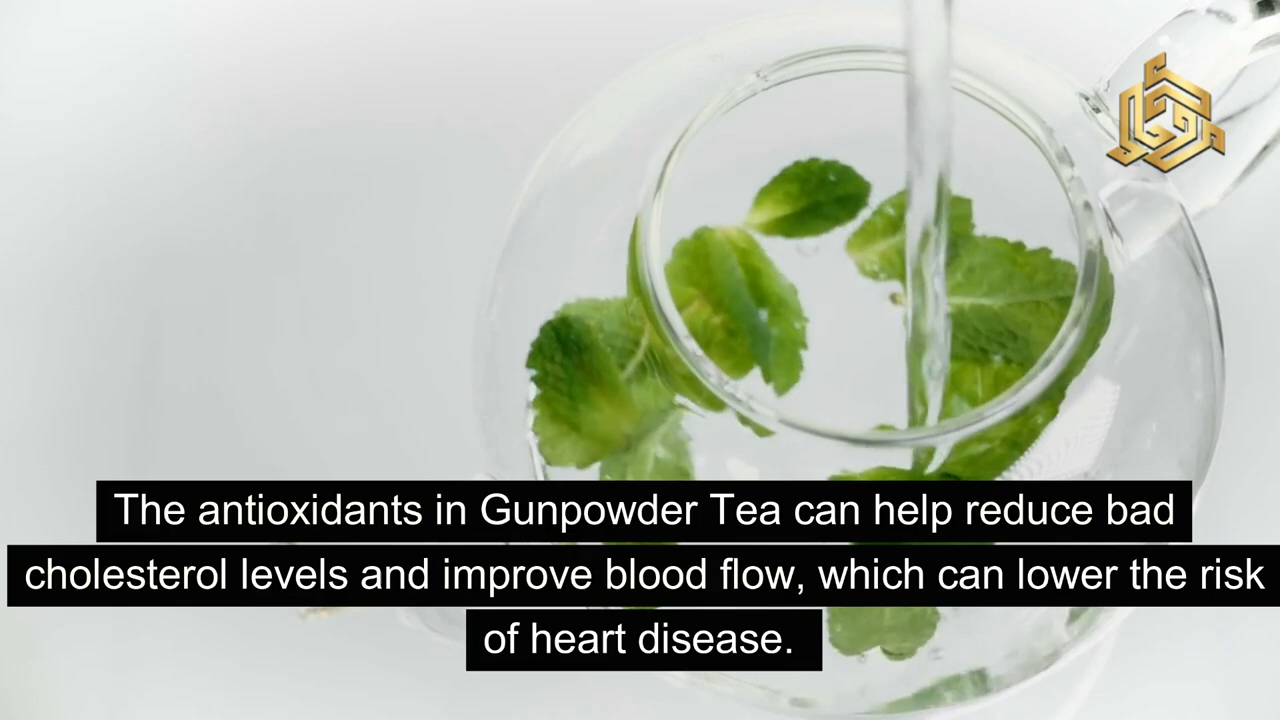 The antioxidants in Gunpowder Tea can help reduce bad
cholesterol levels and improve blood flow, which can lower the risk
of heart disease.